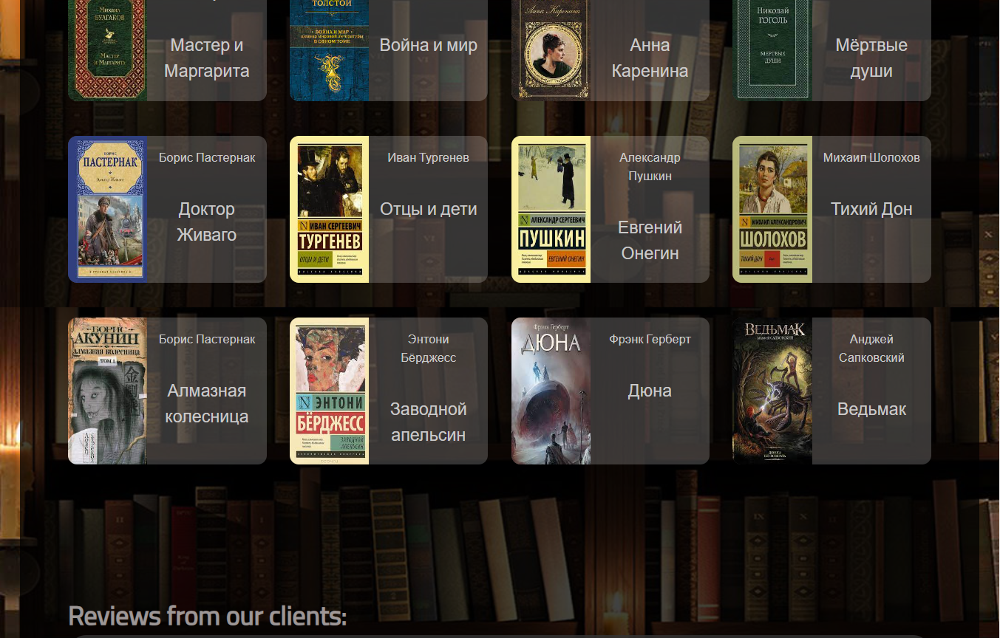 Михаил
БУЛГАКОВ
МАСТЕР
И МАРГАРИТА
Мастер и
Маргарита
ТОЛСТОЙ
ВОЙНА И МИР
шедевр мировой литературы
в одном томе
Война и мир
Анна Каренина
Анна
Каренина
Николай
ГОГОЛЬ
МЕРТВЫЕ
ДУШИ
Мёртвые
души
БОРИС
ПАСТЕРНАК
Доктор Живаго
Борис Пастернак
Доктор
Живаго
ИВАН СЕРГЕЕВИЧ
ТУРГЕНЕВ
ОТЦЫ И ДЕТИ
Иван Тургенев
Отцы и дети
АЛЕКСАНДР СЕРГЕЕВИЧ
ПУШКИН
ЕВГЕНИЙ ОНЕГИН
Александр
Пушкин
Евгений
Онегин
МИХАИЛ АЛЕКСАНДРОВИЧ
ШОЛОХОВ
ТИХИЙ ДОН
Михаил Шолохов
Тихий Дон
БОРИС
АКУНИН
алмазная колесница
ТОМ 1
Борис Пастернак
Алмазная
колесница
ЭНТОНИ
БЁРДЖЕСС
ЗАВОДНОЙ
АПЕЛЬСИН
Энтони
Бёрджесс
Заводной
апельсин
Фрэнк Герберт
ДЮНА
Фрэнк Герберт
Дюна
ВЕДЬМАК
АНДЖЕЙ САПКОВСКИЙ
Анджей
Сапковский
Ведьмак
Reviews from our clients: